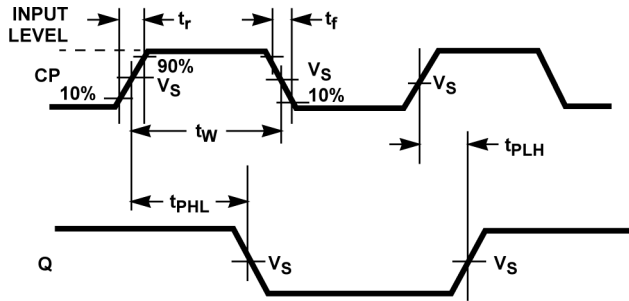 INPUT
LEVEL
CP
tr
tf
90%
VS
10%
VS
10%
VS
tW
tPLH
tPHL
Q
VS
VS